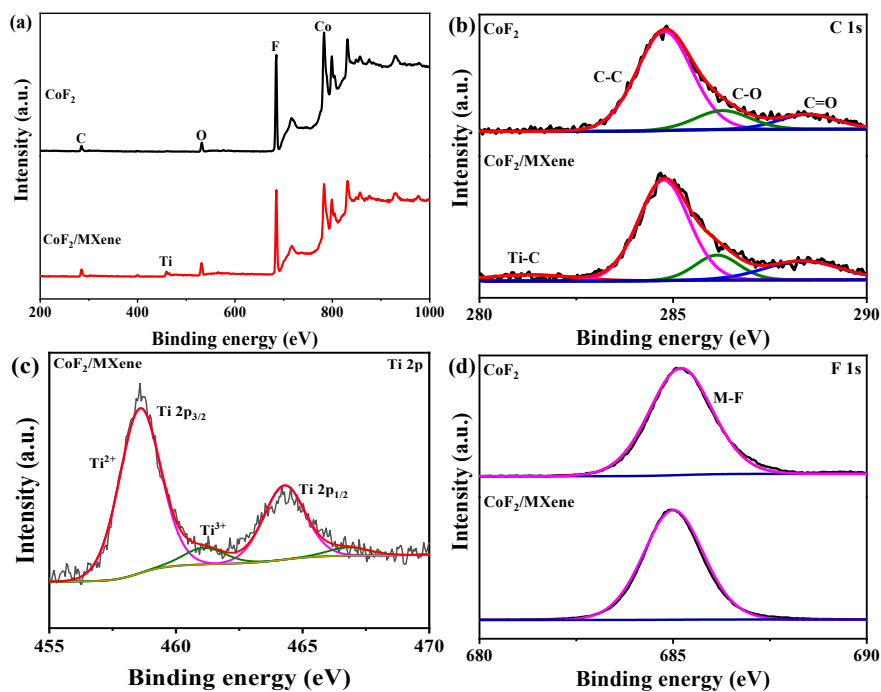 (a)
F
Co
CoF₂
C
O
CoF₂/MXene
Ti
Intensity (a.u.)
200 400 600 800 1000
Binding energy (eV)
(b)
CoF₂
C 1s
C-C
C-O
C=O
CoF₂/MXene
Ti-C
Intensity (a.u.)
280 285 290
Binding energy (eV)
(c)
CoF₂/MXene
Ti 2p
Ti 2p₃/₂
Ti²⁺
Ti 2p₁/₂
Ti³⁺
Intensity (a.u.)
455 460 465 470
Binding energy (eV)
(d)
CoF₂
F 1s
M-F
CoF₂/MXene
Intensity (a.u.)
680 685 690
Binding energy (eV)